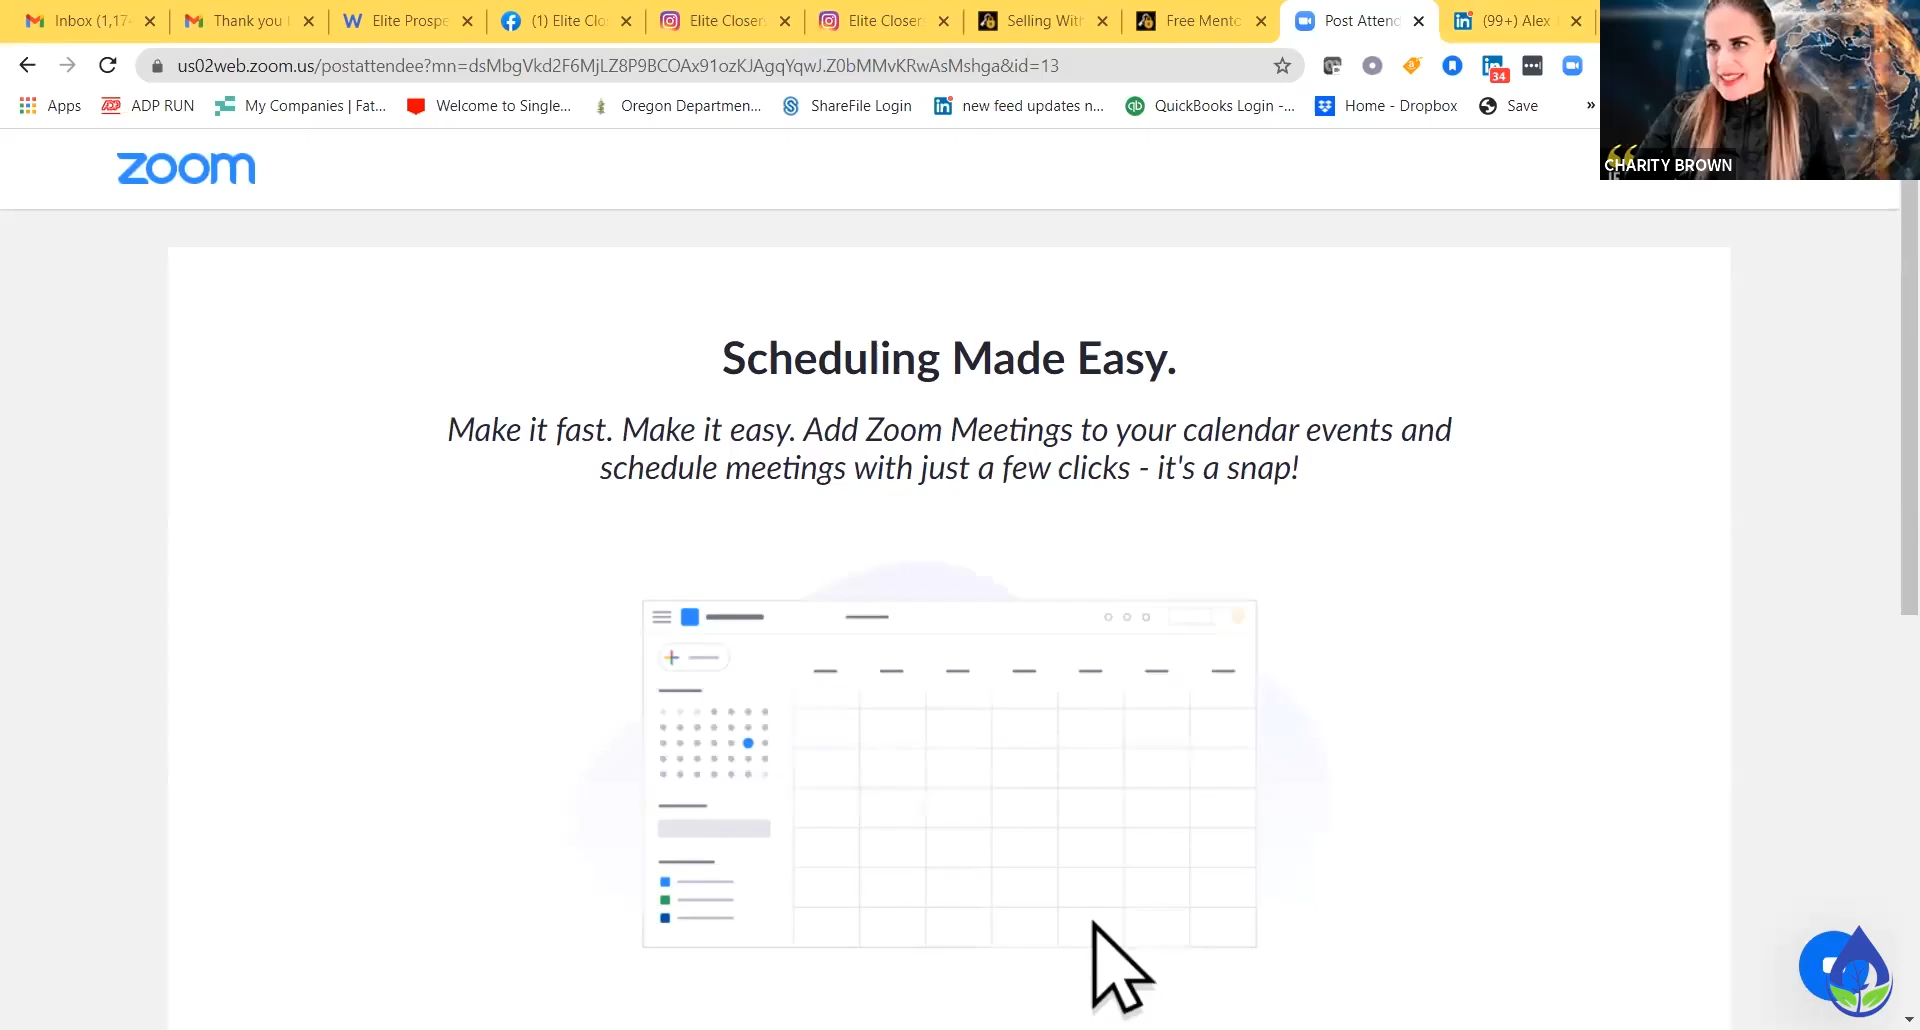 Inbox (1,17
Thank you
Elite Prospe
(1) Elite Clo
Elite Closer
Elite Closer
Selling With
Free Mento
Post Attend
(99+) Alex
us02web.zoom.us/postattendee?mn=dsMbgVkd2F6MjLZ8P9BCOAx91ozKJAgqYqwJ.Z0bMMvKRwAsMshga&id=13
34
Apps
ADP RUN
My Companies | Fat...
Welcome to Single...
Oregon Departmen...
ShareFile Login
new feed updates n...
QuickBooks Login -...
Home - Dropbox
Save
»
CHARITY BROWN
zoom
Scheduling Made Easy.
Make it fast. Make it easy. Add Zoom Meetings to your calendar events and
schedule meetings with just a few clicks - it's a snap!